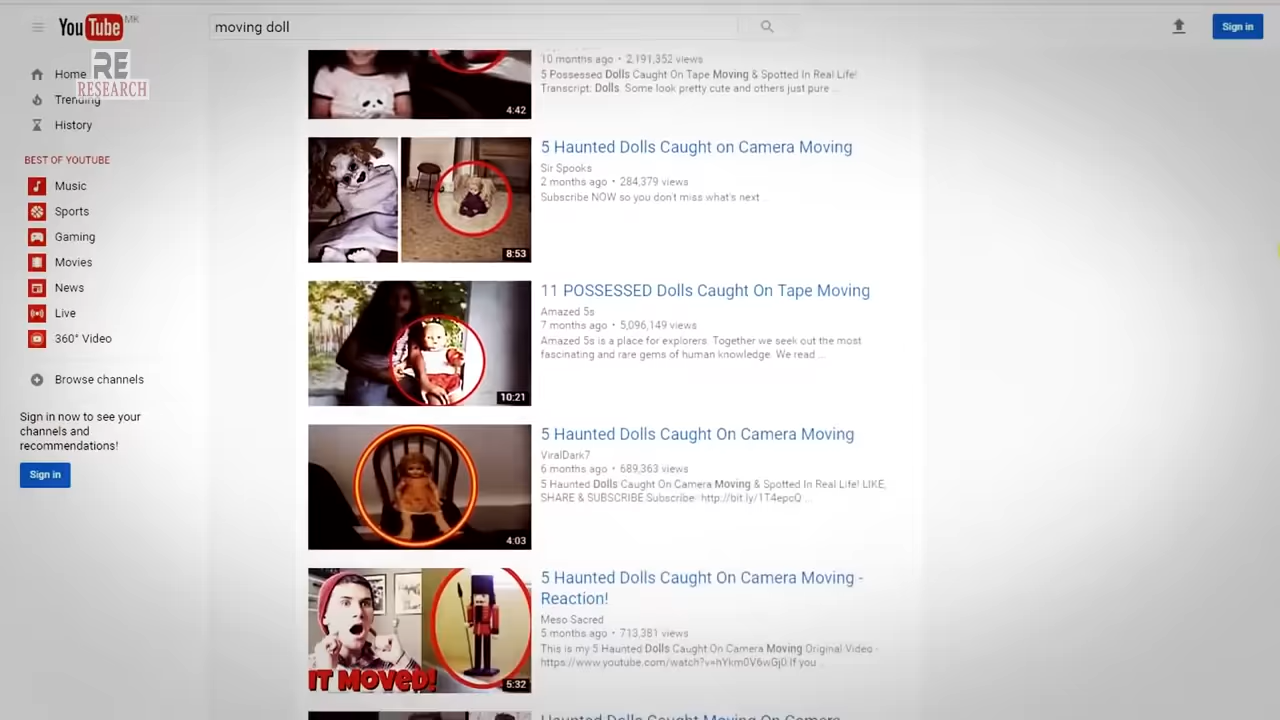 YouTube MK
moving doll
Sign in
RE
RESEARCH
Home
Trending
History
BEST OF YOUTUBE
Music
Sports
Gaming
Movies
News
Live
360° Video
Browse channels
Sign in now to see your
channels and
recommendations!
Sign in
10 months ago • 2,191,352 views
5 Possessed Dolls Caught On Tape Moving & Spotted In Real Life!
Transcript: Dolls. Some look pretty cute and others just pure ...
4:42
5 Haunted Dolls Caught on Camera Moving
Sir Spooks
2 months ago • 284,379 views
Subscribe NOW so you don't miss what's next ...
8:53
11 POSSESSED Dolls Caught On Tape Moving
Amazed 5s
7 months ago • 5,096,149 views
Amazed 5s is a place for explorers. Together we seek out the most
fascinating and rare gems of human knowledge. We read ...
10:21
5 Haunted Dolls Caught On Camera Moving
ViralDark7
6 months ago • 689,363 views
5 Haunted Dolls Caught On Camera Moving & Spotted In Real Life! LIKE,
SHARE & SUBSCRIBE Subscribe- http://bit.ly/1T4epcQ ...
4:03
5 Haunted Dolls Caught On Camera Moving -
Reaction!
Meso Sacred
5 months ago • 713,381 views
This is my 5 Haunted Dolls Caught On Camera Moving Original Video -
https://www.youtube.com/watch?v=hYkm0V6wGj0 If you ...
IT MOVED!
5:32
Haunted Dolls Caught Moving On Camera